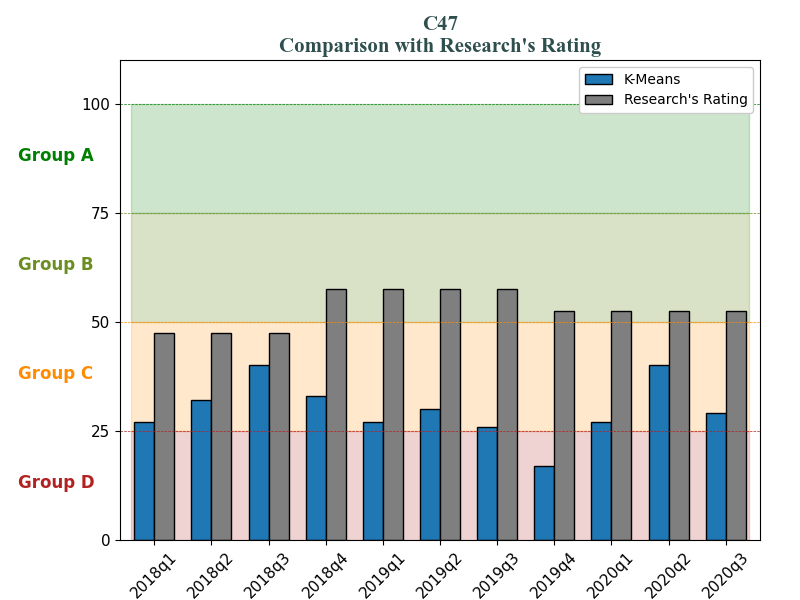 C47
Comparison with Research's Rating
K-Means
Research's Rating
100
Group A
75
Group B
50
Group C
25
Group D
0
2018q1 2018q2 2018q3 2018q4 2019q1 2019q2 2019q3 2019q4 2020q1 2020q2 2020q3